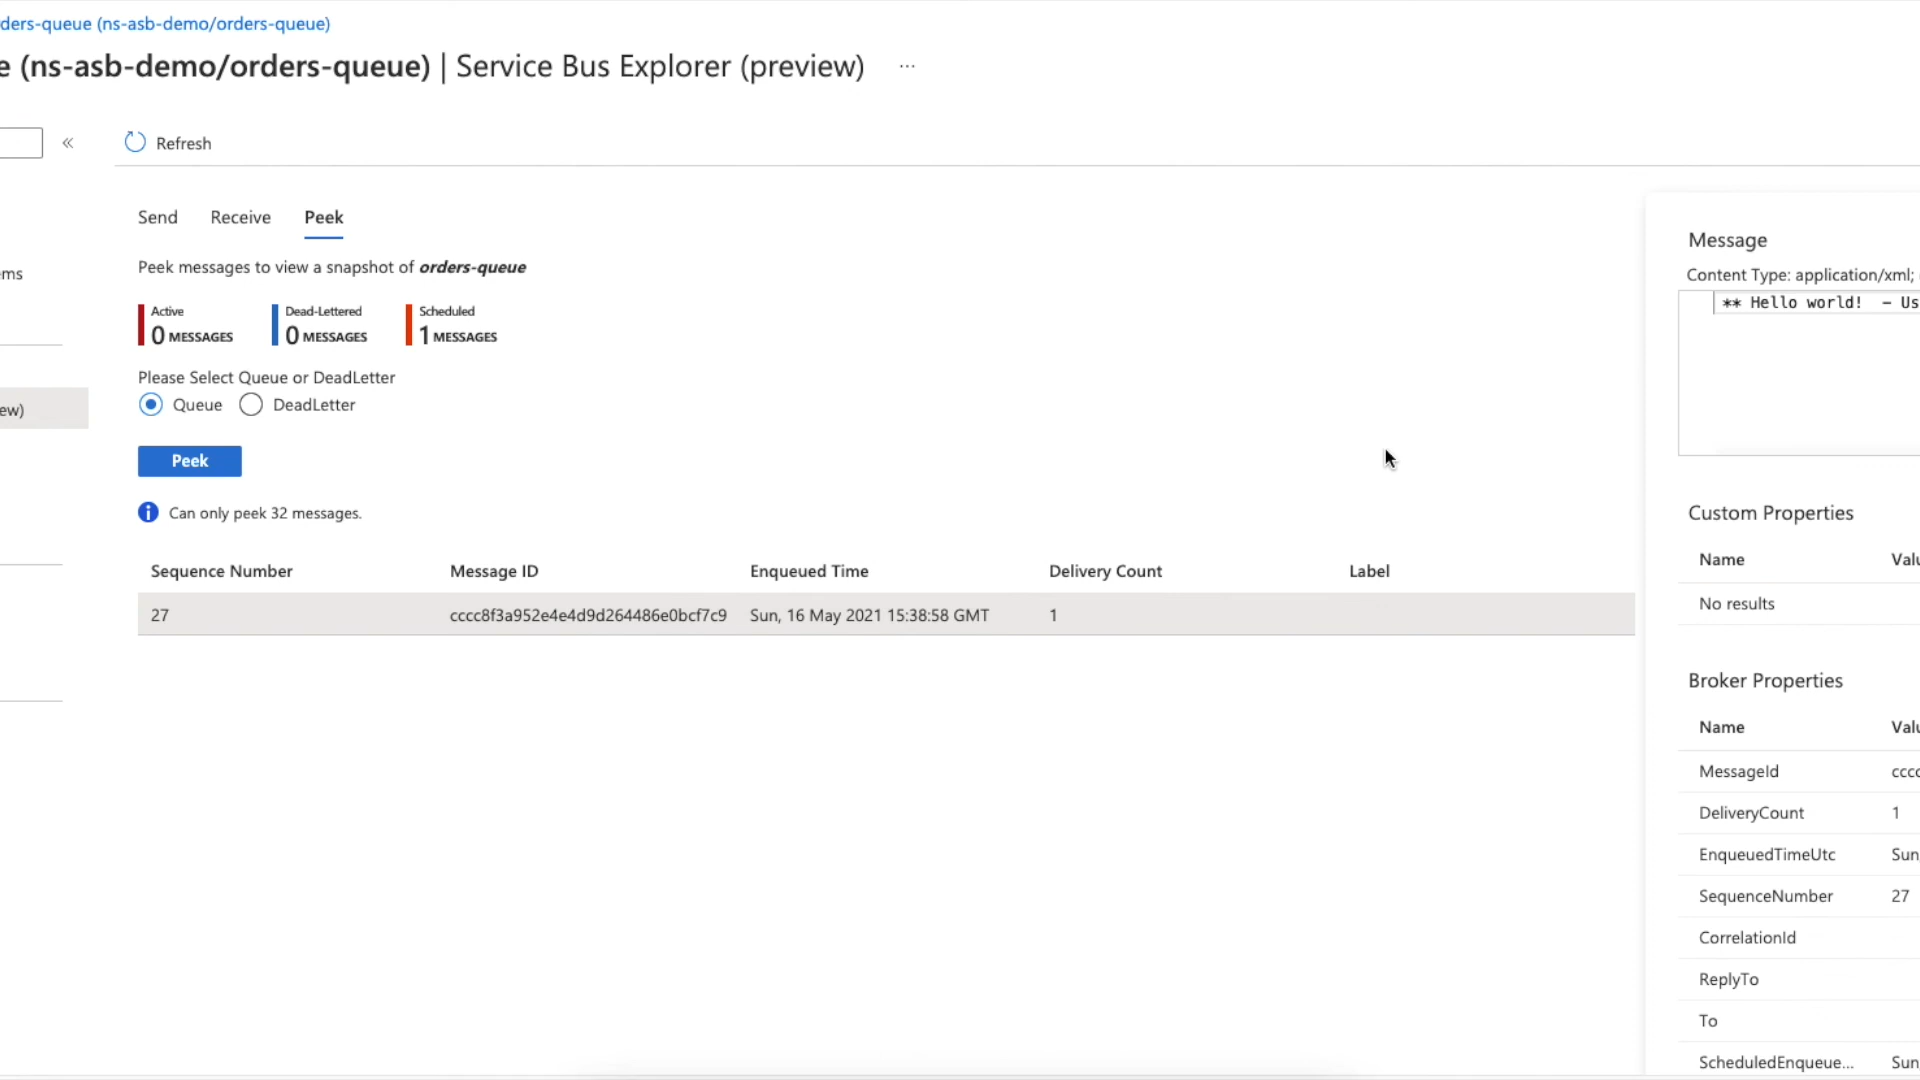 ders-queue (ns-asb-demo/orders-queue)
e (ns-asb-demo/orders-queue) | Service Bus Explorer (preview) ...
«
Refresh
Send Receive Peek
Peek messages to view a snapshot of orders-queue
ems
Active
0 MESSAGES
Dead-Lettered
0 MESSAGES
Scheduled
1 MESSAGES
Please Select Queue or DeadLetter
Queue DeadLetter
ew)
Peek
Can only peek 32 messages.
Sequence Number Message ID Enqueued Time Delivery Count Label
27 cccc8f3a952e4e4d9d264486e0bcf7c9 Sun, 16 May 2021 15:38:58 GMT 1
Message
Content Type: application/xml;
** Hello world! – Us
Custom Properties
Name Valu
No results
Broker Properties
Name Valu
MessageId cccc
DeliveryCount 1
EnqueuedTimeUtc Sun,
SequenceNumber 27
CorrelationId
ReplyTo
To
ScheduledEnqueue... Sun